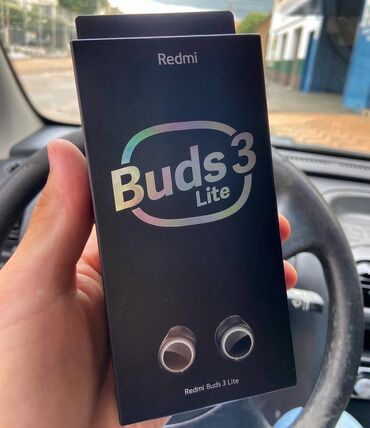 Redmi
Buds 3
Lite
Redmi Buds 3 Lite